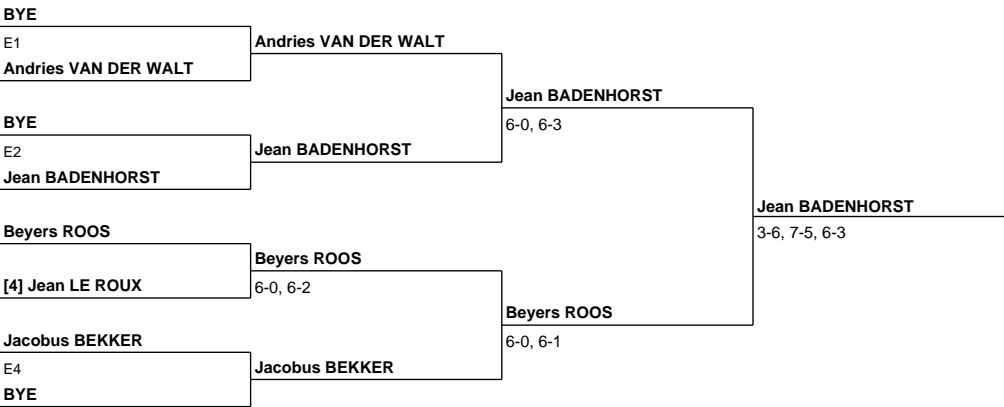 BYE
E1
Andries VAN DER WALT
Andries VAN DER WALT
BYE
E2
Jean BADENHORST
Jean BADENHORST
Jean BADENHORST
6-0, 6-3
Beyers ROOS
[4] Jean LE ROUX
Beyers ROOS
6-0, 6-2
Jacobus BEKKER
E4
BYE
Jacobus BEKKER
Beyers ROOS
6-0, 6-1
Jean BADENHORST
3-6, 7-5, 6-3